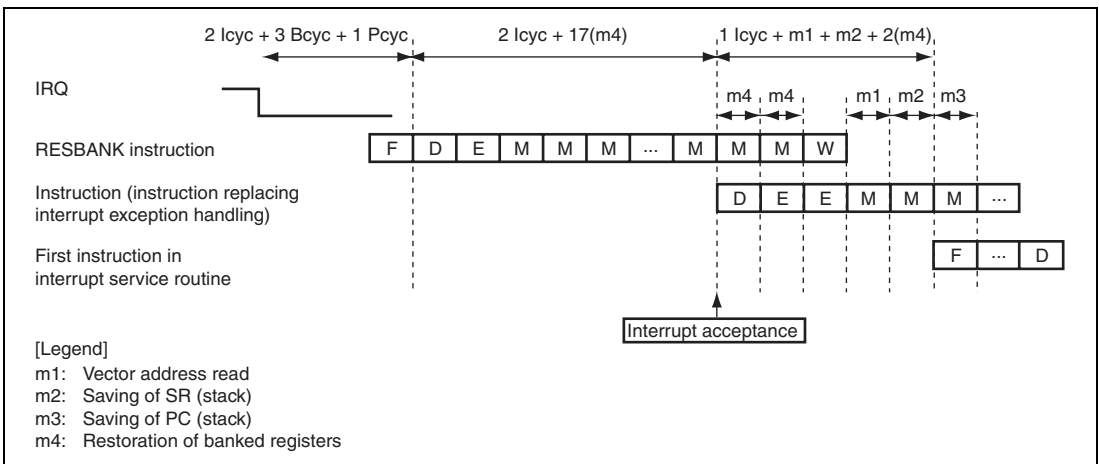 2 Icyc + 3 Bcyc + 1 Pcyc 2 Icyc + 17(m4) 1 Icyc + m1 + m2 + 2(m4)
IRQ
m4 m4 m1 m2 m3
RESBANK instruction F D E M M M ... M M M W
Instruction (instruction replacing
interrupt exception handling) D E E M M M ...
First instruction in
interrupt service routine F ... D
Interrupt acceptance
[Legend]
m1: Vector address read
m2: Saving of SR (stack)
m3: Saving of PC (stack)
m4: Restoration of banked registers